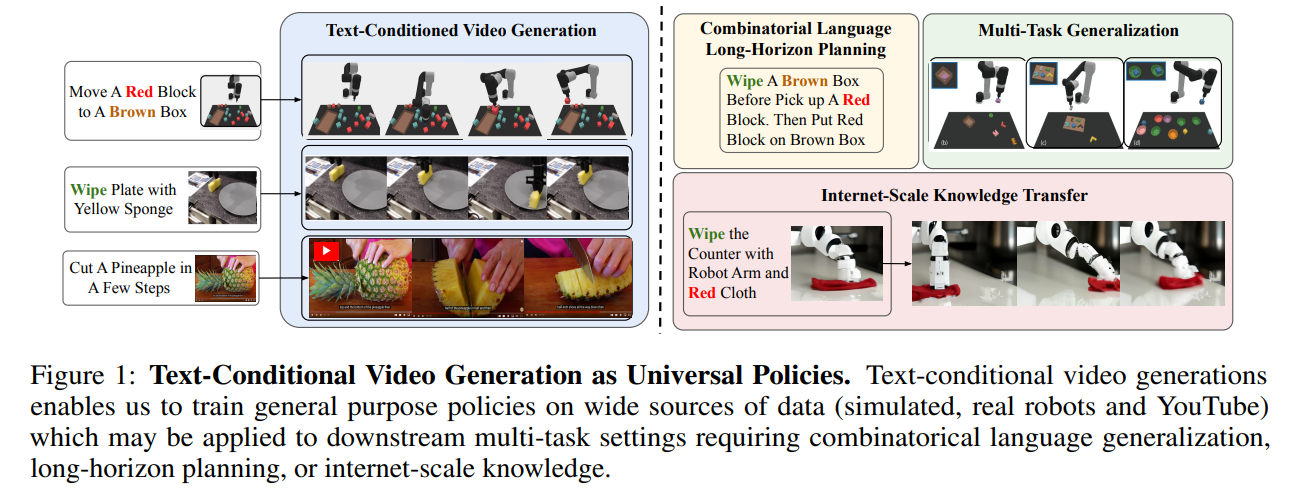 Text-Conditioned Video Generation
Move A Red Block
to A Brown Box
Wipe Plate with
Yellow Sponge
Cut A Pineapple in
A Few Steps
Combinatorial Language
Long-Horizon Planning
Wipe A Brown Box
Before Pick up A Red
Block. Then Put Red
Block on Brown Box
Multi-Task Generalization
(b)
(c)
(d)
Internet-Scale Knowledge Transfer
Wipe the
Counter with
Robot Arm and
Red Cloth
Figure 1: Text-Conditional Video Generation as Universal Policies. Text-conditional video generations
enables us to train general purpose policies on wide sources of data (simulated, real robots and YouTube)
which may be applied to downstream multi-task settings requiring combinatorical language generalization,
long-horizon planning, or internet-scale knowledge.